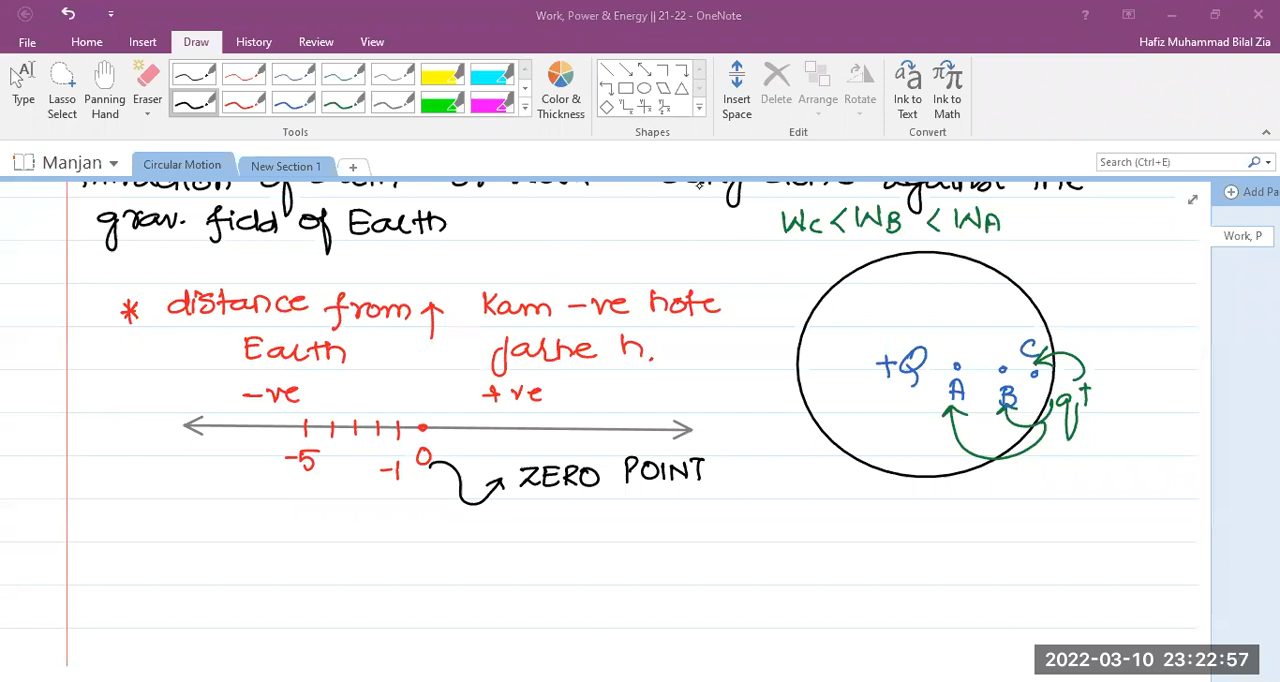 Work, Power & Energy || 21-22 - OneNote
File Home Insert Draw History Review View
Hafiz Muhammad Bilal Zia
Type
Lasso Select
Panning Hand
Eraser
Color & Thickness
Insert Space
Delete
Arrange
Rotate
Ink to Text
Ink to Math
Tools
Shapes
Edit
Convert
Manjan
Circular Motion
New Section 1
Search (Ctrl+E)
Add Pa
Work, P
against the
grav. field of Earth
Wc < WB < WA
* distance from ↑ Kam -ve hote
Earth jarhe h.
-ve +ve
-5 -1 0
ZERO POINT
+Q A B C q+
2022-03-10 23:22:57